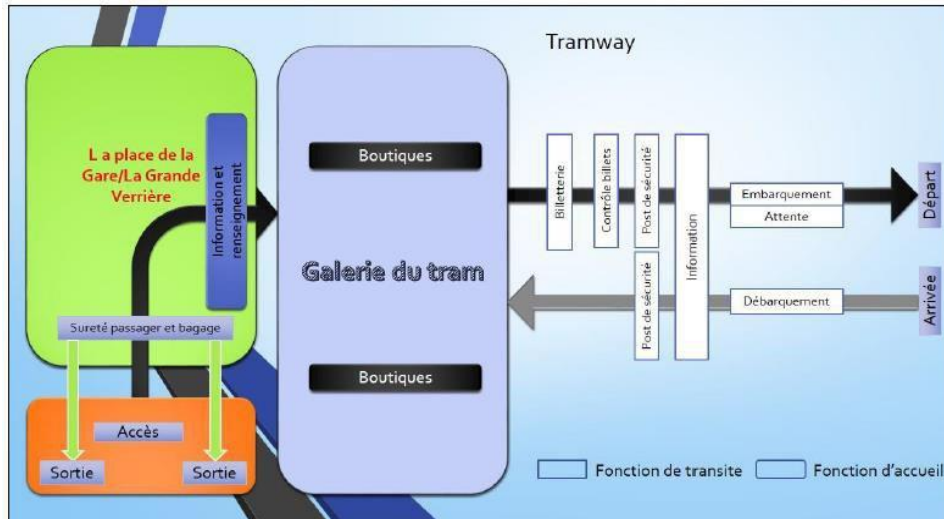 Tramway
L a place de la
Gare/La Grande
Verrière
Information et
renseignement
Sureté passager et bagage
Accès
Sortie
Sortie
Boutiques
Galerie du tram
Boutiques
Billetterie
Contrôle billets
Post de sécurité
Post de sécurité
Information
Embarquement
Attente
Départ
Débarquement
Arrivée
Fonction de transite
Fonction d'accueil